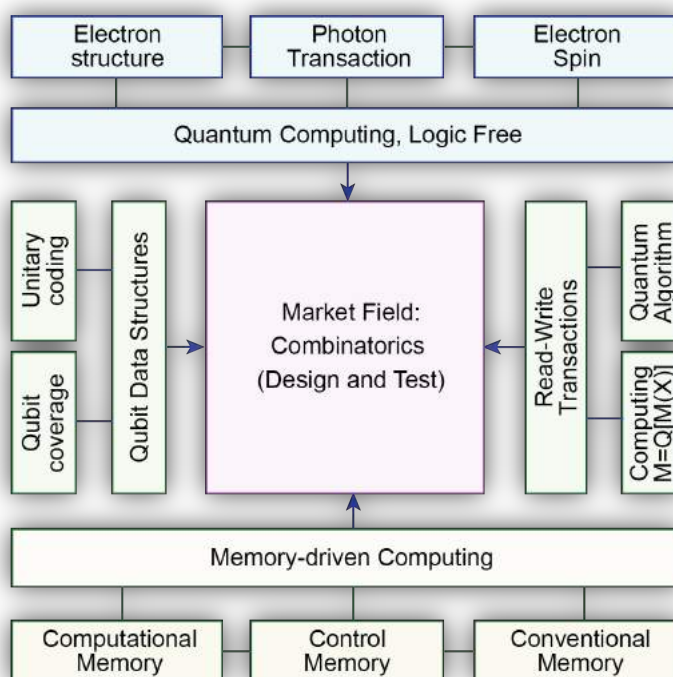 Electron
structure
Photon
Transaction
Electron
Spin
Quantum Computing, Logic Free
Unitary
coding
Qubit
coverage
Qubit Data Structures
Market Field:
Combinatorics
(Design and Test)
Read-Write
Transactions
Quantum
Algorithm
Computing
M=Q[M(X)]
Memory-driven Computing
Computational
Memory
Control
Memory
Conventional
Memory